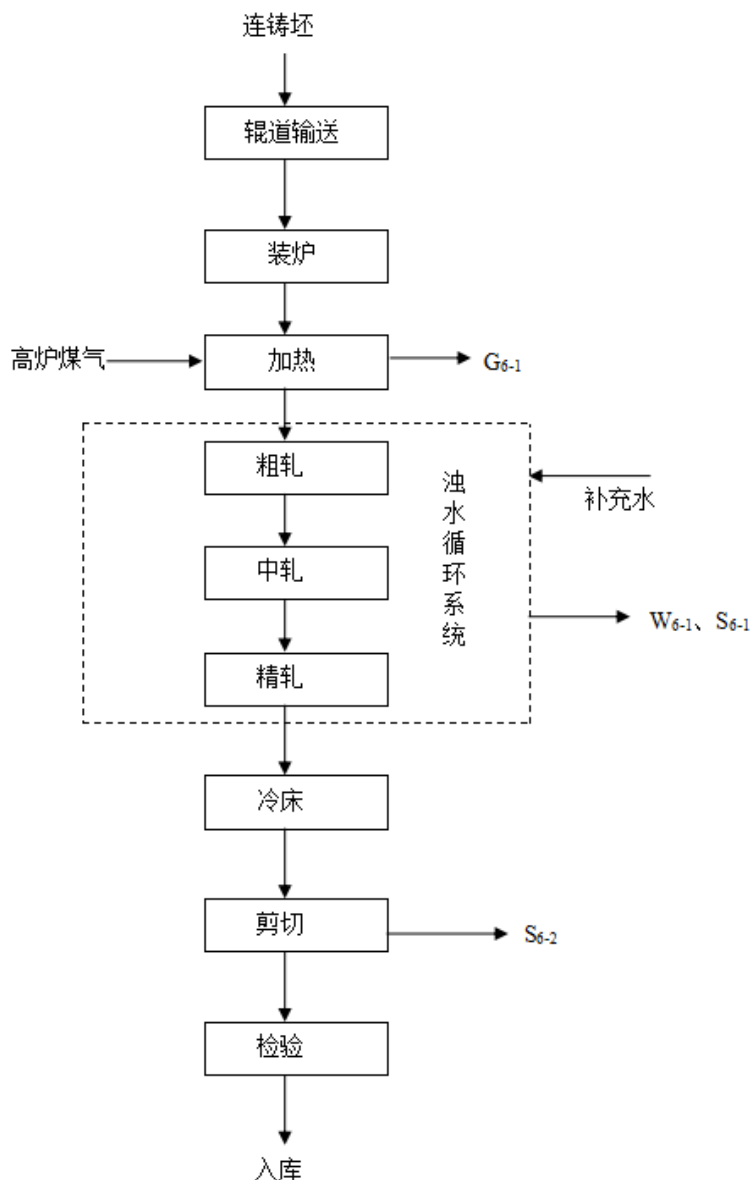 连铸坯
辊道输送
装炉
高炉煤气
加热
G6-1
粗轧
浊水循环系统
补充水
中轧
W6-1、S6-1
精轧
冷床
剪切
S6-2
检验
入库